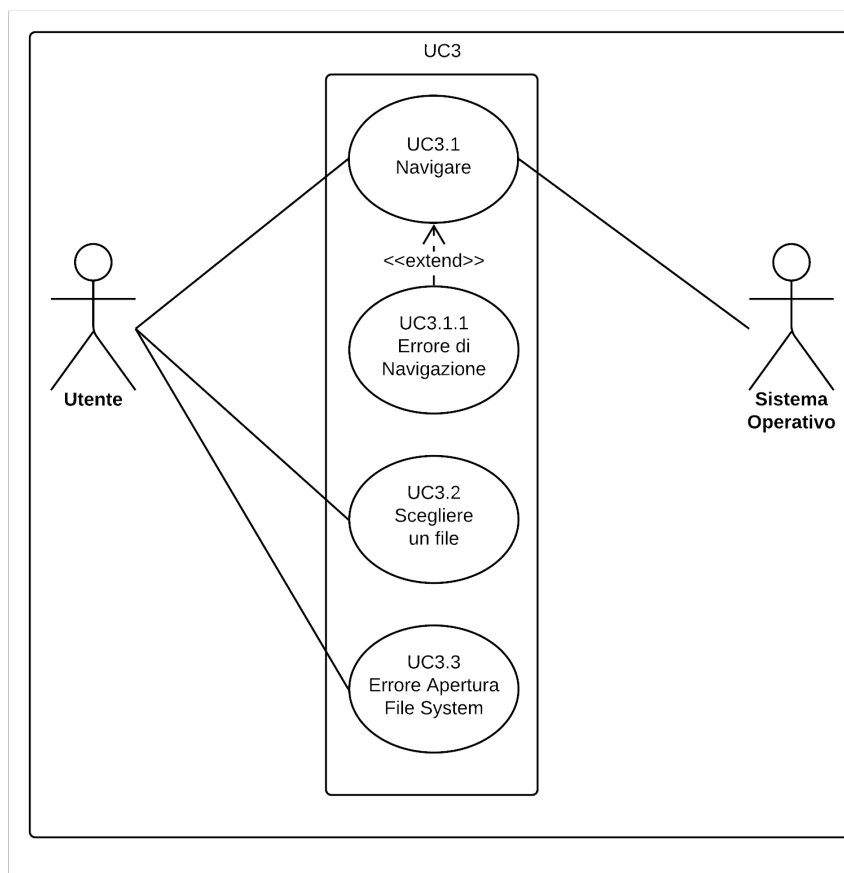 UC3
UC3.1
Navigare
<<extend>>
UC3.1.1
Errore di
Navigazione
Utente
Sistema
Operativo
UC3.2
Scegliere
un file
UC3.3
Errore Apertura
File System